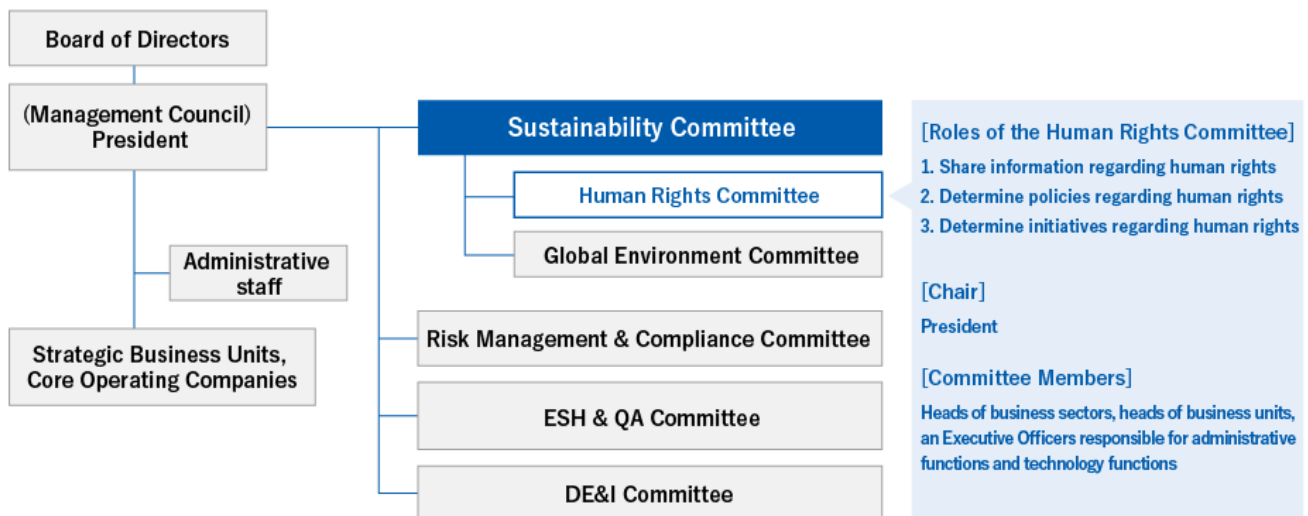 Board of Directors
(Management Council)
President
Administrative
staff
Strategic Business Units,
Core Operating Companies
Sustainability Committee
Human Rights Committee
Global Environment Committee
Risk Management & Compliance Committee
ESH & QA Committee
DE&I Committee
[Roles of the Human Rights Committee]
1. Share information regarding human rights
2. Determine policies regarding human rights
3. Determine initiatives regarding human rights
[Chair]
President
[Committee Members]
Heads of business sectors, heads of business units,
an Executive Officers responsible for administrative
functions and technology functions